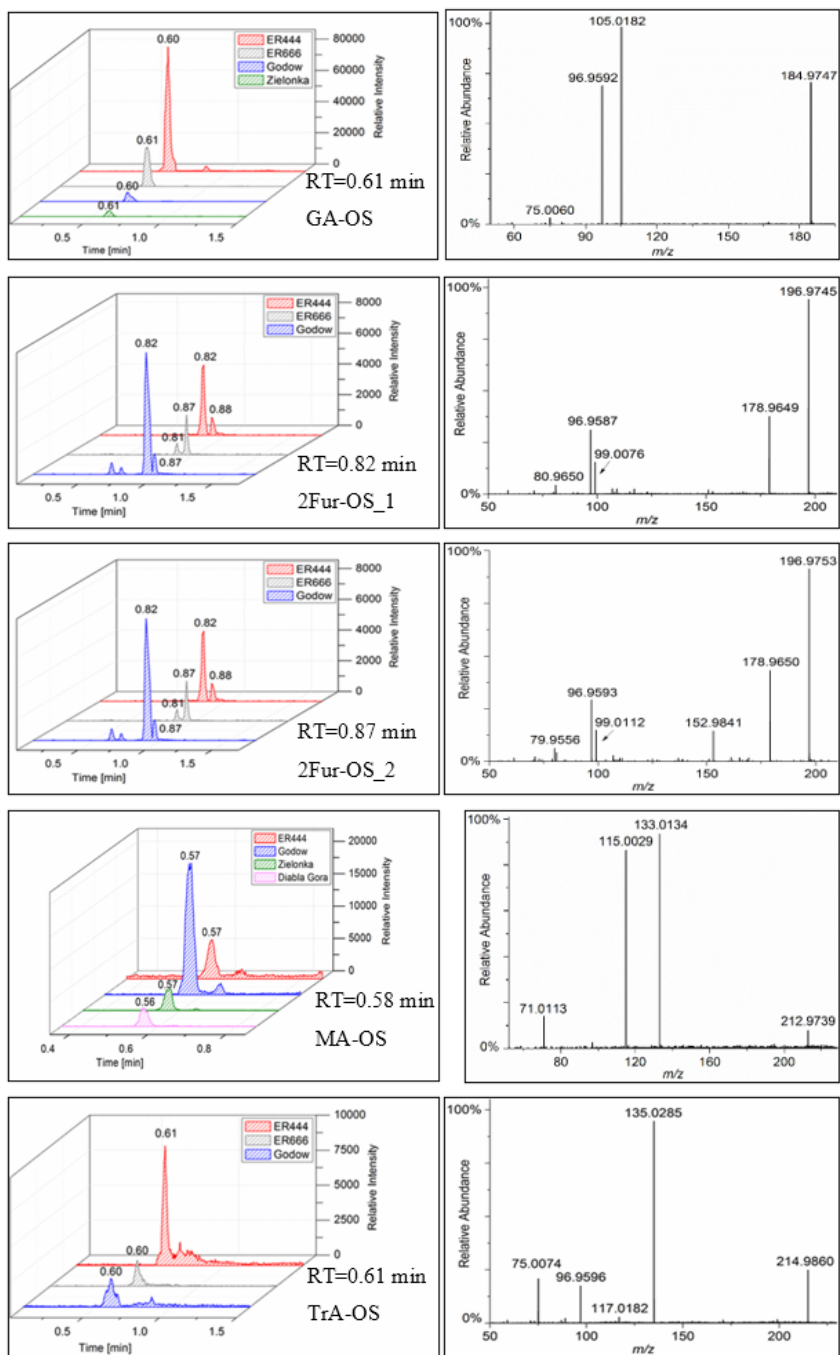 ER444
ER666
Godow
Zielonka
80000
60000
40000
20000
0
Relative Intensity
0.60
0.61
0.60
0.61
0.5
1.0
1.5
Time [min]
RT=0.61 min
GA-OS
100%
0%
Relative Abundance
105.0182
96.9592
184.9747
75.0060
60
90
120
150
180
m/z
ER444
ER666
Godow
8000
6000
4000
2000
0
Relative Intensity
0.82
0.82
0.87
0.88
0.81
0.87
0.5
1.0
1.5
Time [min]
RT=0.82 min
2Fur-OS_1
100%
0%
Relative Abundance
196.9745
178.9649
96.9587
99.0076
80.9650
50
100
150
200
m/z
ER444
ER666
Godow
8000
6000
4000
2000
0
Relative Intensity
0.82
0.82
0.87
0.88
0.81
0.87
0.5
1.0
1.5
Time [min]
RT=0.87 min
2Fur-OS_2
100%
0%
Relative Abundance
196.9753
178.9650
96.9593
99.0112
152.9841
79.9556
50
100
150
200
m/z
ER444
Godow
Zielonka
Diabla Gora
20000
15000
10000
5000
0
Relative Intensity
0.57
0.57
0.57
0.56
0.4
0.6
0.8
Time [min]
RT=0.58 min
MA-OS
100%
0%
Relative Abundance
133.0134
115.0029
71.0113
212.9739
80
120
160
200
m/z
ER444
ER666
Godow
10000
7500
5000
2500
0
Relative Intensity
0.61
0.60
0.60
0.5
1.0
1.5
Time [min]
RT=0.61 min
TrA-OS
100%
0%
Relative Abundance
135.0285
75.0074
96.9596
117.0182
214.9860
50
100
150
200
m/z